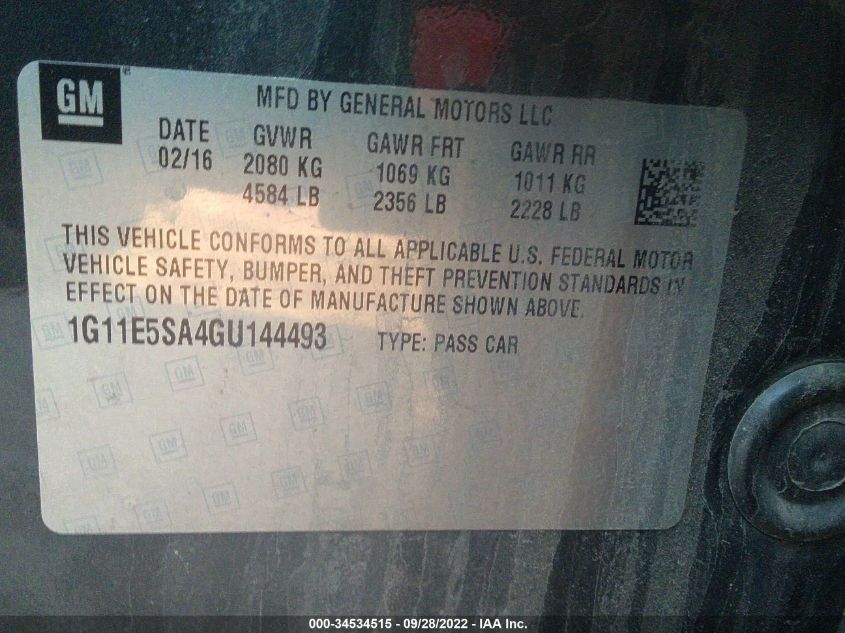 GM
MFD BY GENERAL MOTORS LLC
DATE GVWR GAWR FRT GAWR RR
02/16 2080 KG 1069 KG 1011 KG
4584 LB 2356 LB 2228 LB
THIS VEHICLE CONFORMS TO ALL APPLICABLE U.S. FEDERAL MOTOR
VEHICLE SAFETY, BUMPER, AND THEFT PREVENTION STANDARDS IN
EFFECT ON THE DATE OF MANUFACTURE SHOWN ABOVE.
1G11E5SA4GU144493 TYPE: PASS CAR
000-34534515 - 09/28/2022 - IAA Inc.